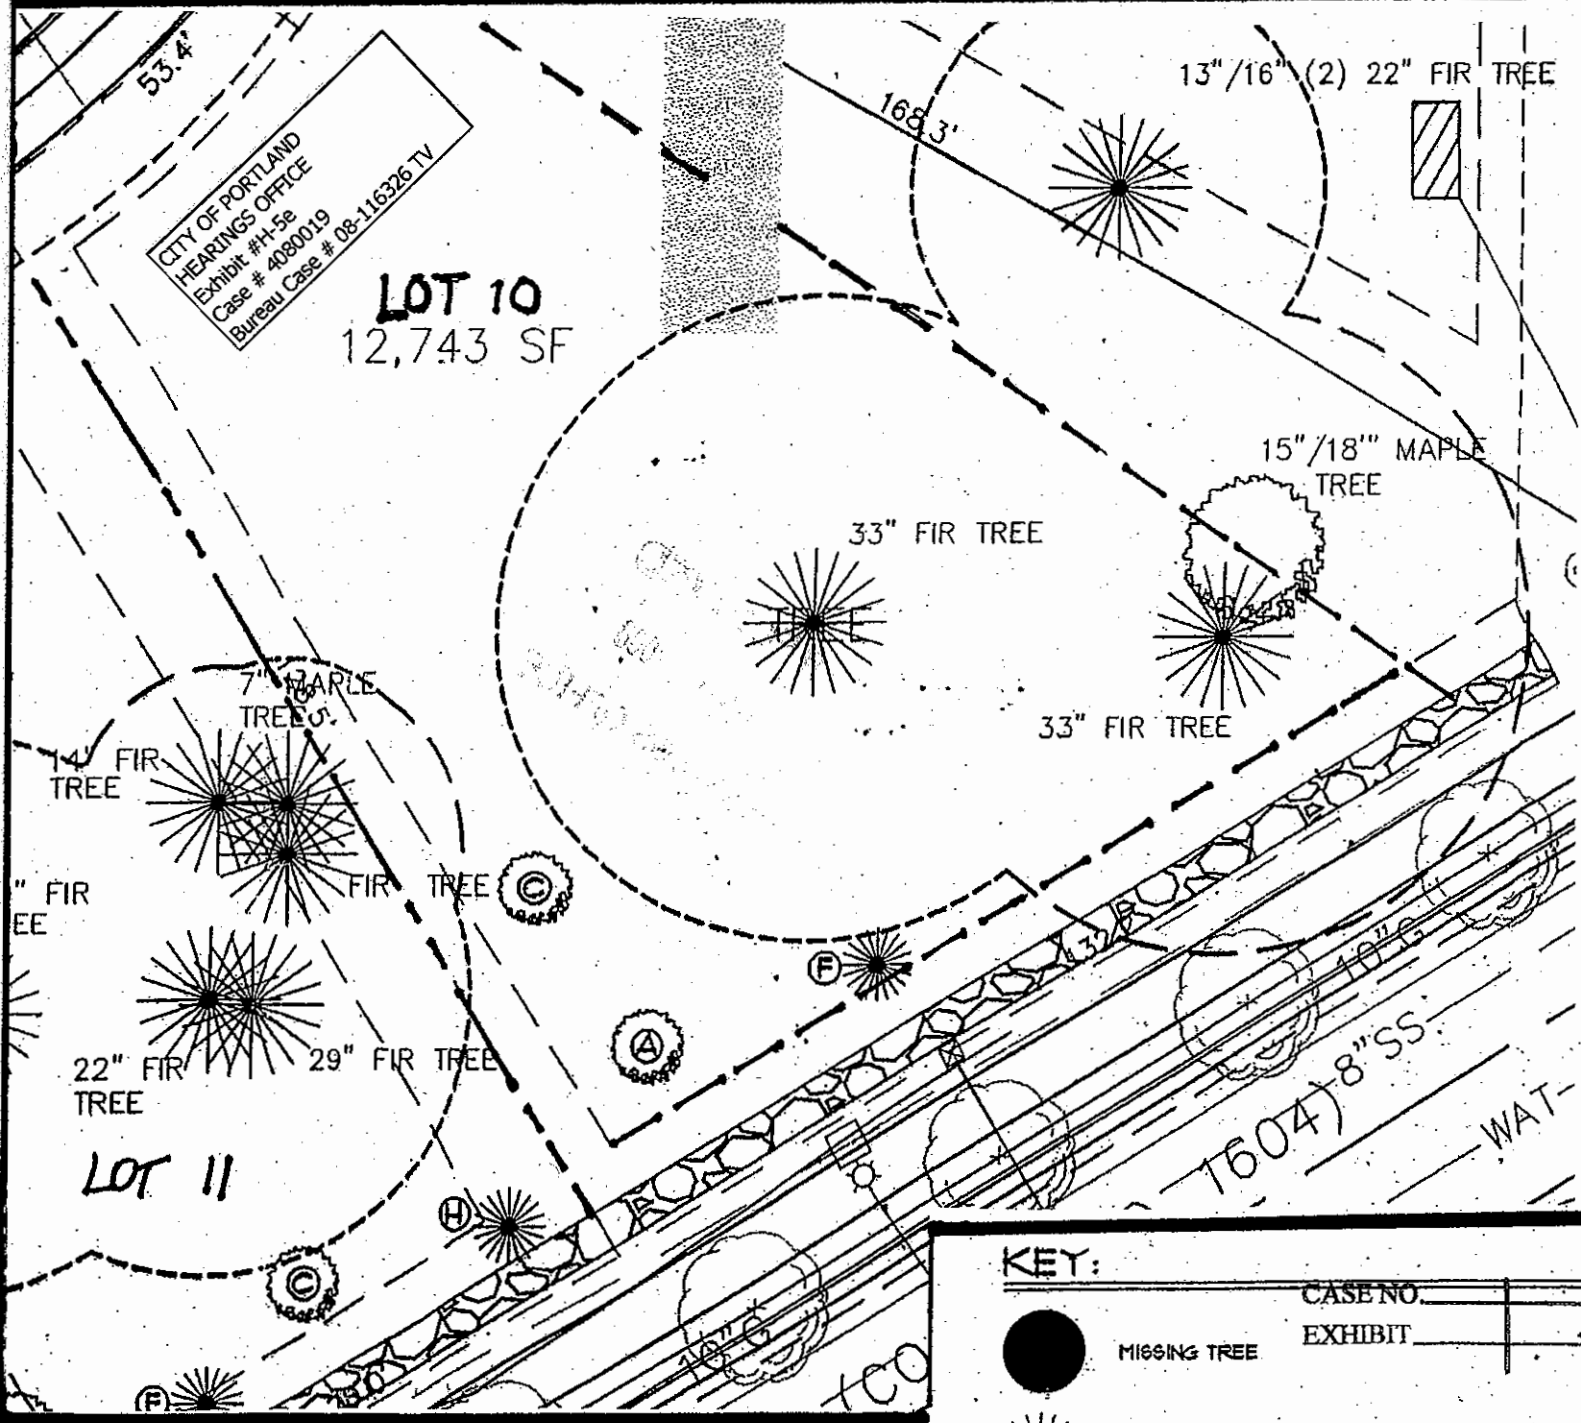 53.4'
CITY OF PORTLAND
HEARINGS OFFICE
Exhibit #H-5e
Case # 4080019
Bureau Case # 08-116326 TV
LOT 10
12,743 SF
168.3'
13"/16" (2) 22" FIR TREE
15"/18'" MAPLE
TREE
33" FIR TREE
33" FIR TREE
7" MAPLE
TREE
14" FIR
TREE
FIR TREE
" FIR
EE
C
F
A
22" FIR
TREE
29" FIR TREE
LOT 11
H
C
F
10" G
10" G
1604) 8" SS
WAT-
(CO
KEY:
CASE NO.
EXHIBIT
MISSING TREE